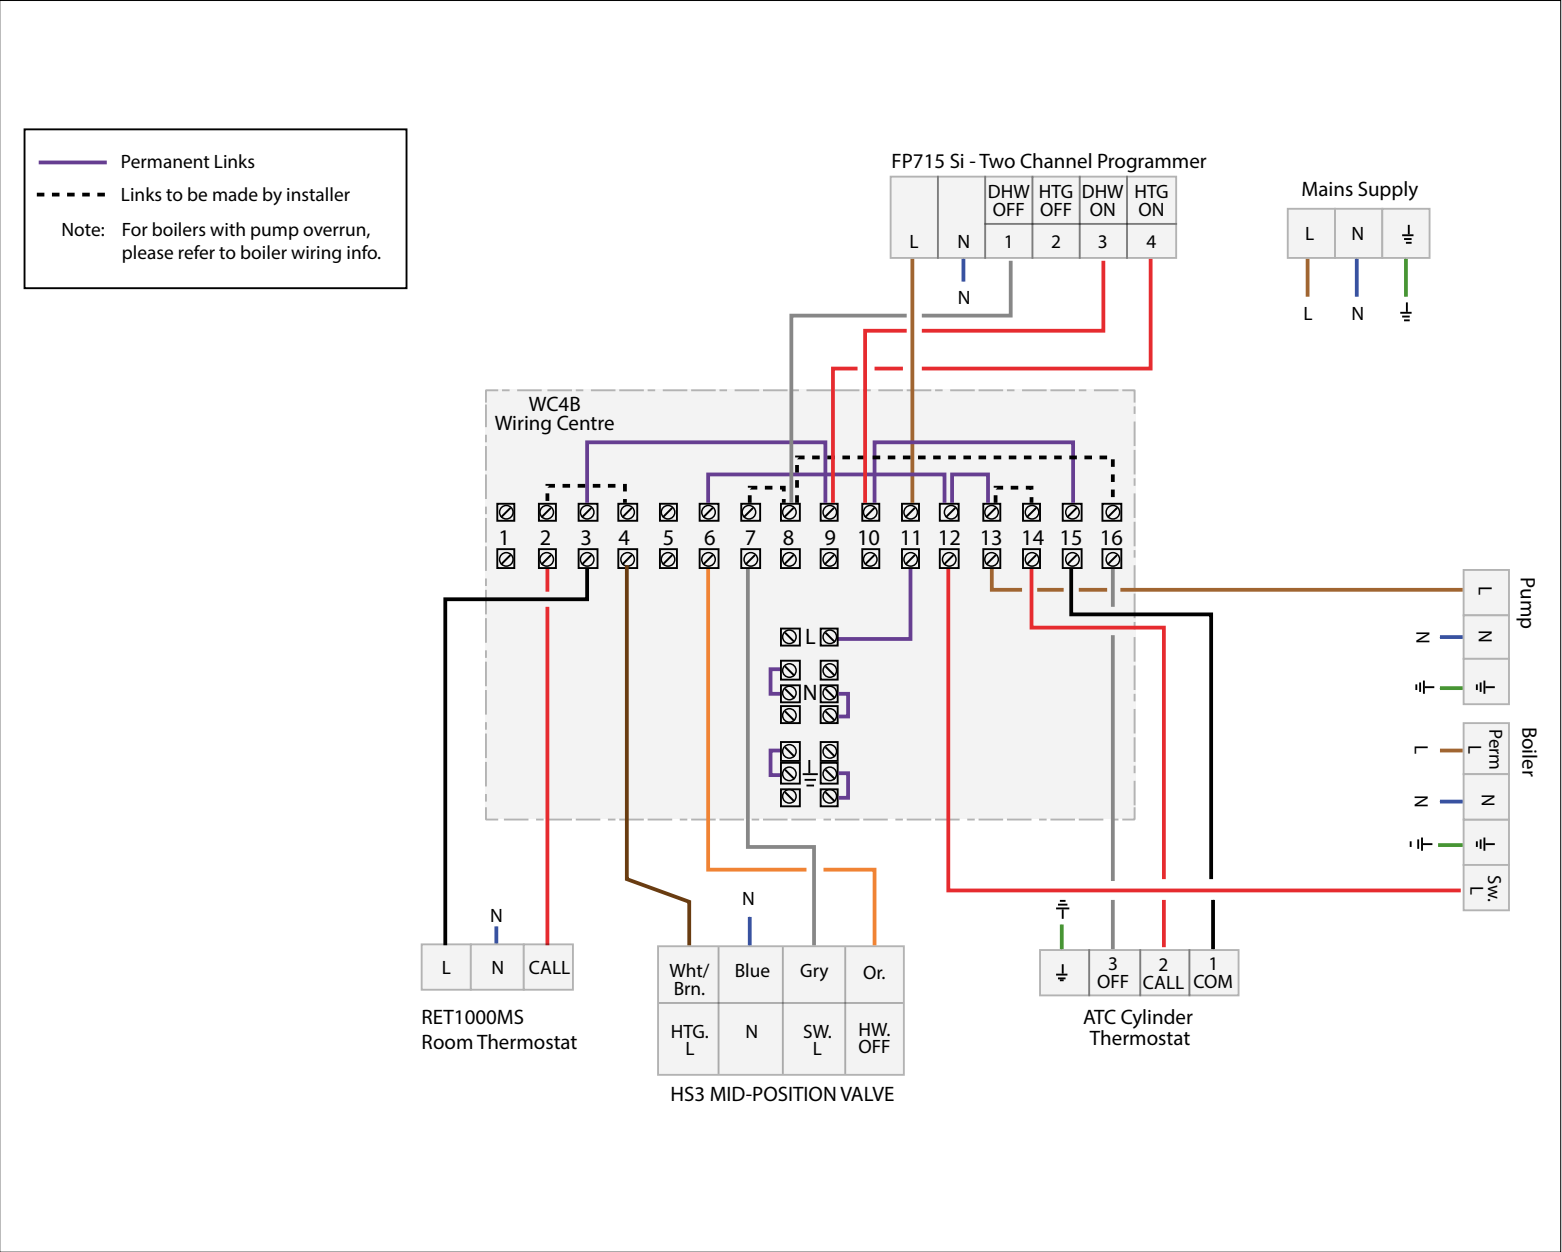 Permanent Links
Links to be made by installer
Note: For boilers with pump overrun,
please refer to boiler wiring info.
FP715 Si - Two Channel Programmer
DHW OFF HTG OFF DHW ON HTG ON
L N 1 2 3 4
N
Mains Supply
L N ⏚
L N ⏚
WC4B
Wiring Centre
1 2 3 4 5 6 7 8 9 10 11 12 13 14 15 16
L
N
⏚
Pump
L
N N
⏚ ⏚
Boiler
L Perm L
N N
⏚ ⏚
Sw. L
N
L N CALL
RET1000MS
Room Thermostat
N
Wht/ Brn. Blue Gry Or.
HTG. L N SW. L HW. OFF
HS3 MID-POSITION VALVE
⏚
⏚ 3 OFF 2 CALL 1 COM
ATC Cylinder
Thermostat